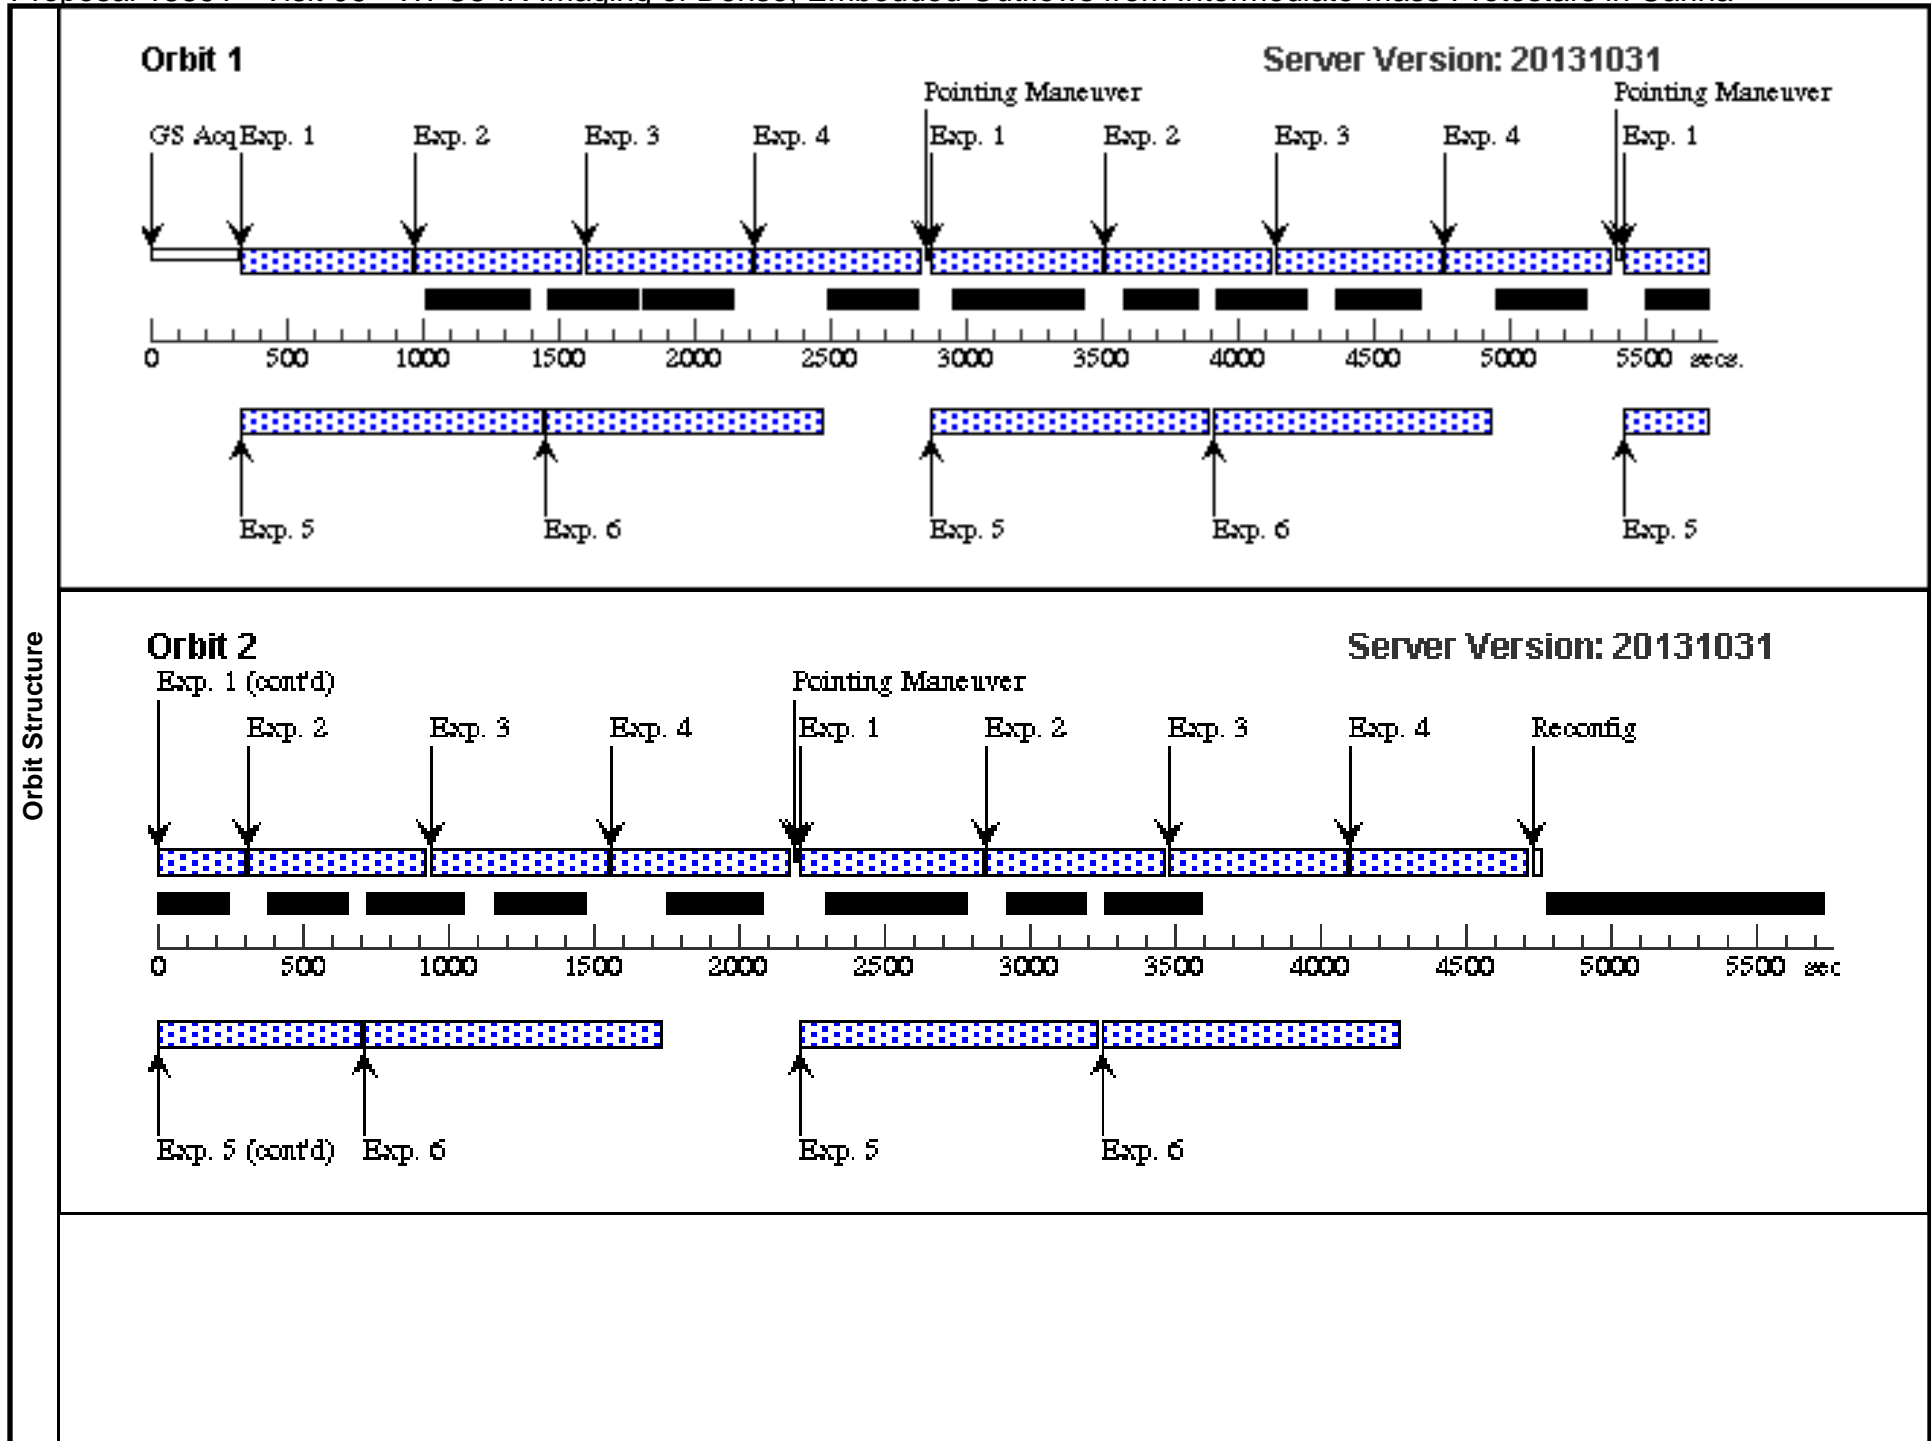 Orbit Structure
Orbit 1 Server Version: 20131031
Pointing Maneuver Pointing Maneuver
GS Acq Exp. 1 Exp. 2 Exp. 3 Exp. 4 Exp. 1 Exp. 2 Exp. 3 Exp. 4 Exp. 1
0 500 1000 1500 2000 2500 3000 3500 4000 4500 5000 5500 secs.
Exp. 5 Exp. 6 Exp. 5 Exp. 6 Exp. 5
Orbit 2 Server Version: 20131031
Exp. 1 (cont'd) Pointing Maneuver
Exp. 2 Exp. 3 Exp. 4 Exp. 1 Exp. 2 Exp. 3 Exp. 4 Reconfig
0 500 1000 1500 2000 2500 3000 3500 4000 4500 5000 5500 sec
Exp. 5 (cont'd) Exp. 6 Exp. 5 Exp. 6